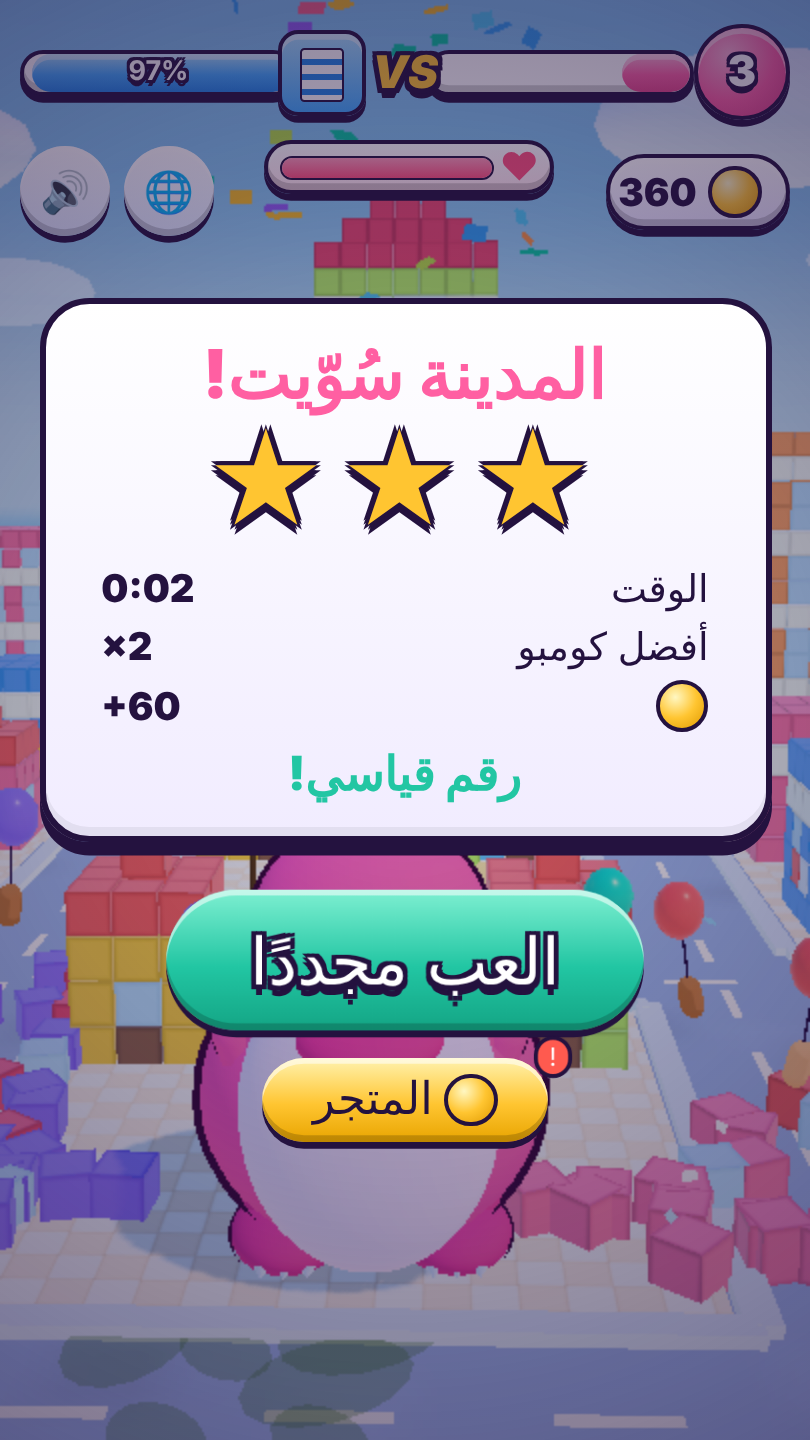 97%
VS
3
360
المدينة سُوّيت!
الوقت 0:02
أفضل كومبو ×2
+60
رقم قياسي!
العب مجددًا
المتجر
!